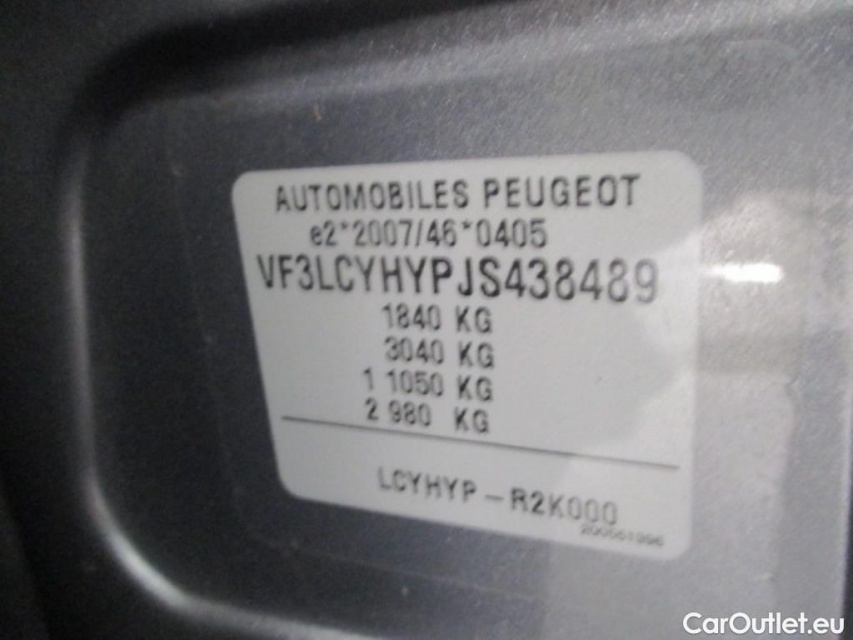 AUTOMOBILES PEUGEOT
e2*2007/46*0405
VF3LCYHYPJS438489
1840 KG
3040 KG
1 1050 KG
2 980 KG
LCYHYP - R2K000
CarOutlet.eu